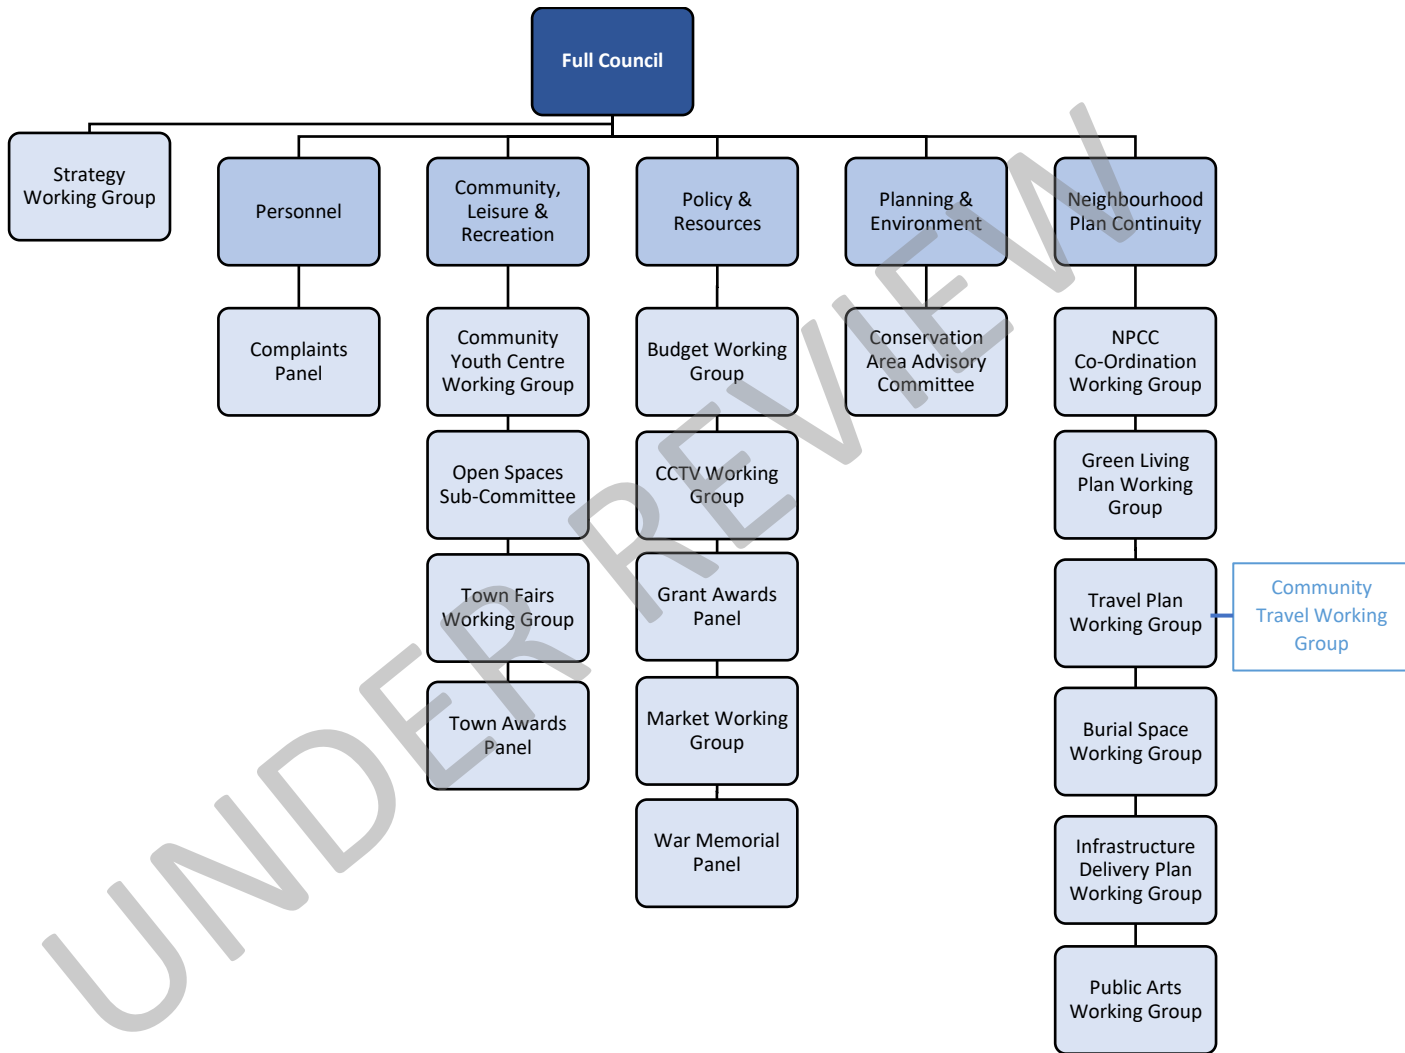 Full Council
Strategy
Working Group
Personnel
Community,
Leisure &
Recreation
Policy &
Resources
Planning &
Environment
Neighbourhood
Plan Continuity
Complaints
Panel
Community
Youth Centre
Working Group
Budget Working
Group
Conservation
Area Advisory
Committee
NPCC
Co-Ordination
Working Group
Open Spaces
Sub-Committee
CCTV Working
Group
Green Living
Plan Working
Group
Town Fairs
Working Group
Grant Awards
Panel
Travel Plan
Working Group
Community
Travel Working
Group
Town Awards
Panel
Market Working
Group
Burial Space
Working Group
War Memorial
Panel
Infrastructure
Delivery Plan
Working Group
Public Arts
Working Group
UNDER REVIEW